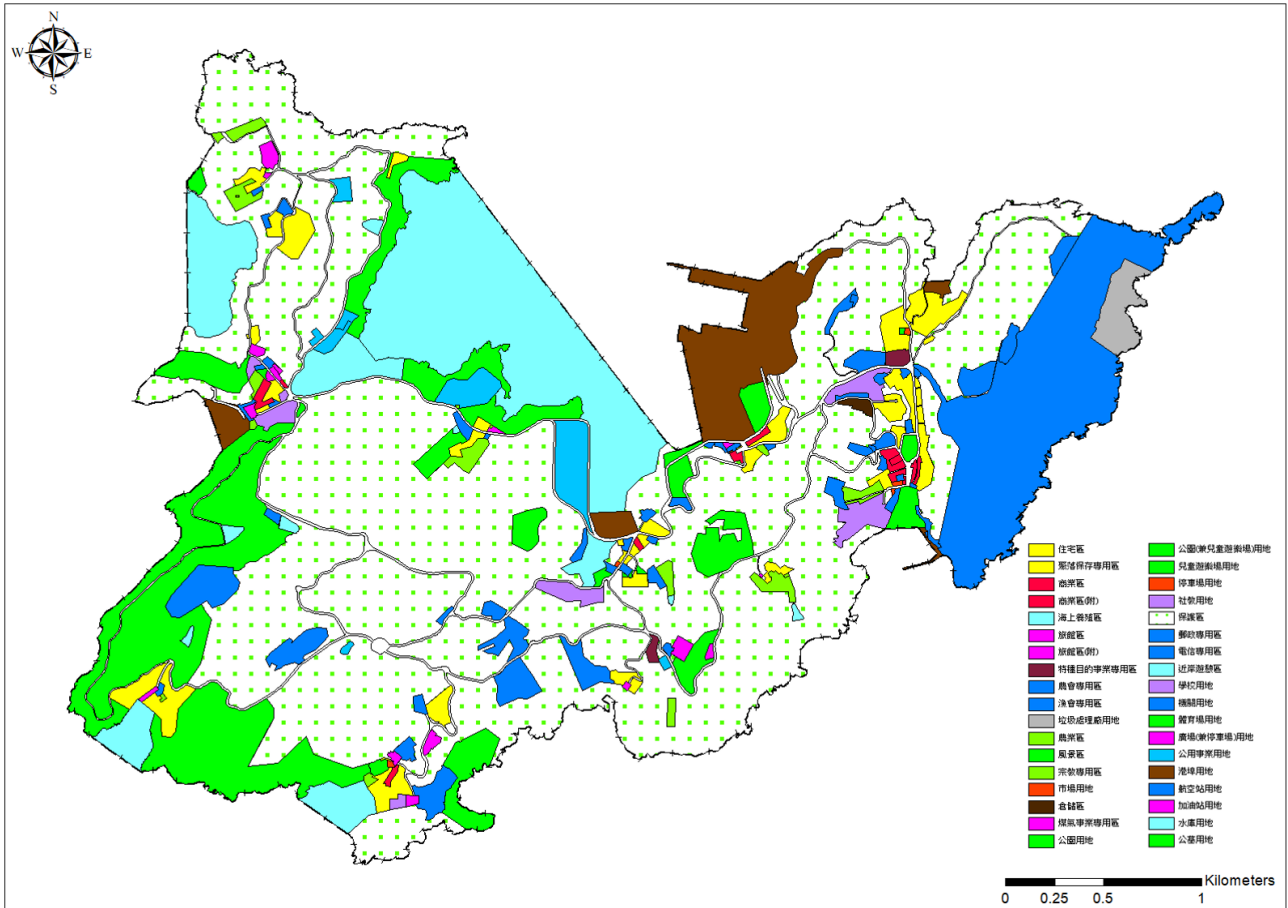 N
W E
S
住宅區
聚落保存專用區
商業區
商業區(附)
海上養殖區
旅館區
旅館區(附)
特種目的事業專用區
農會專用區
漁會專用區
垃圾處理廠用地
農業區
風景區
宗教專用區
市場用地
倉儲區
煤氣事業專用區
公園用地
公園(兼兒童遊樂場)用地
兒童遊樂場用地
停車場用地
社教用地
保護區
郵政專用區
電信專用區
近岸遊憩區
學校用地
機關用地
體育場用地
廣場(兼停車場)用地
公用事業用地
港埠用地
航空站用地
加油站用地
水庫用地
公墓用地
Kilometers
0 0.25 0.5 1